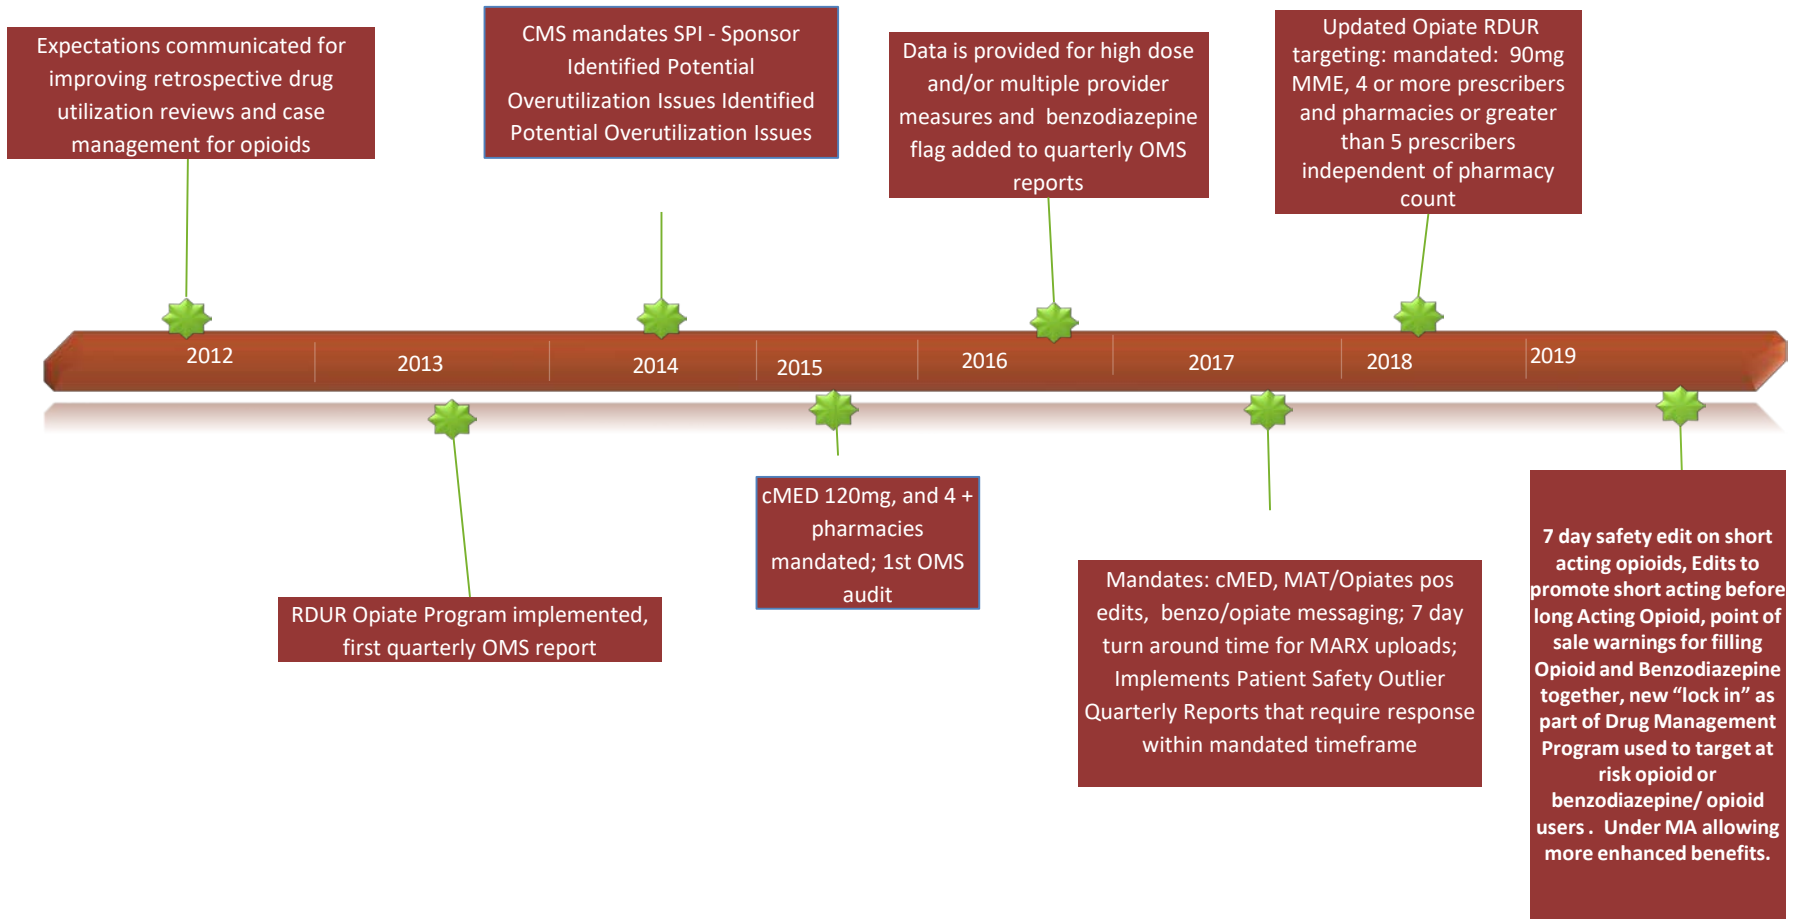 Expectations communicated for
improving retrospective drug
utilization reviews and case
management for opioids
CMS mandates SPI - Sponsor
Identified Potential
Overutilization Issues Identified
Potential Overutilization Issues
Data is provided for high dose
and/or multiple provider
measures and benzodiazepine
flag added to quarterly OMS
reports
Updated Opiate RDUR
targeting: mandated: 90mg
MME, 4 or more prescribers
and pharmacies or greater
than 5 prescribers
independent of pharmacy
count
2012
2013
2014
2015
2016
2017
2018
2019
RDUR Opiate Program implemented,
first quarterly OMS report
cMED 120mg, and 4 +
pharmacies
mandated; 1st OMS
audit
Mandates: cMED, MAT/Opiates pos
edits, benzo/opiate messaging; 7 day
turn around time for MARX uploads;
Implements Patient Safety Outlier
Quarterly Reports that require response
within mandated timeframe
7 day safety edit on short
acting opioids, Edits to
promote short acting before
long Acting Opioid, point of
sale warnings for filling
Opioid and Benzodiazepine
together, new “lock in” as
part of Drug Management
Program used to target at
risk opioid or
benzodiazepine/ opioid
users . Under MA allowing
more enhanced benefits.